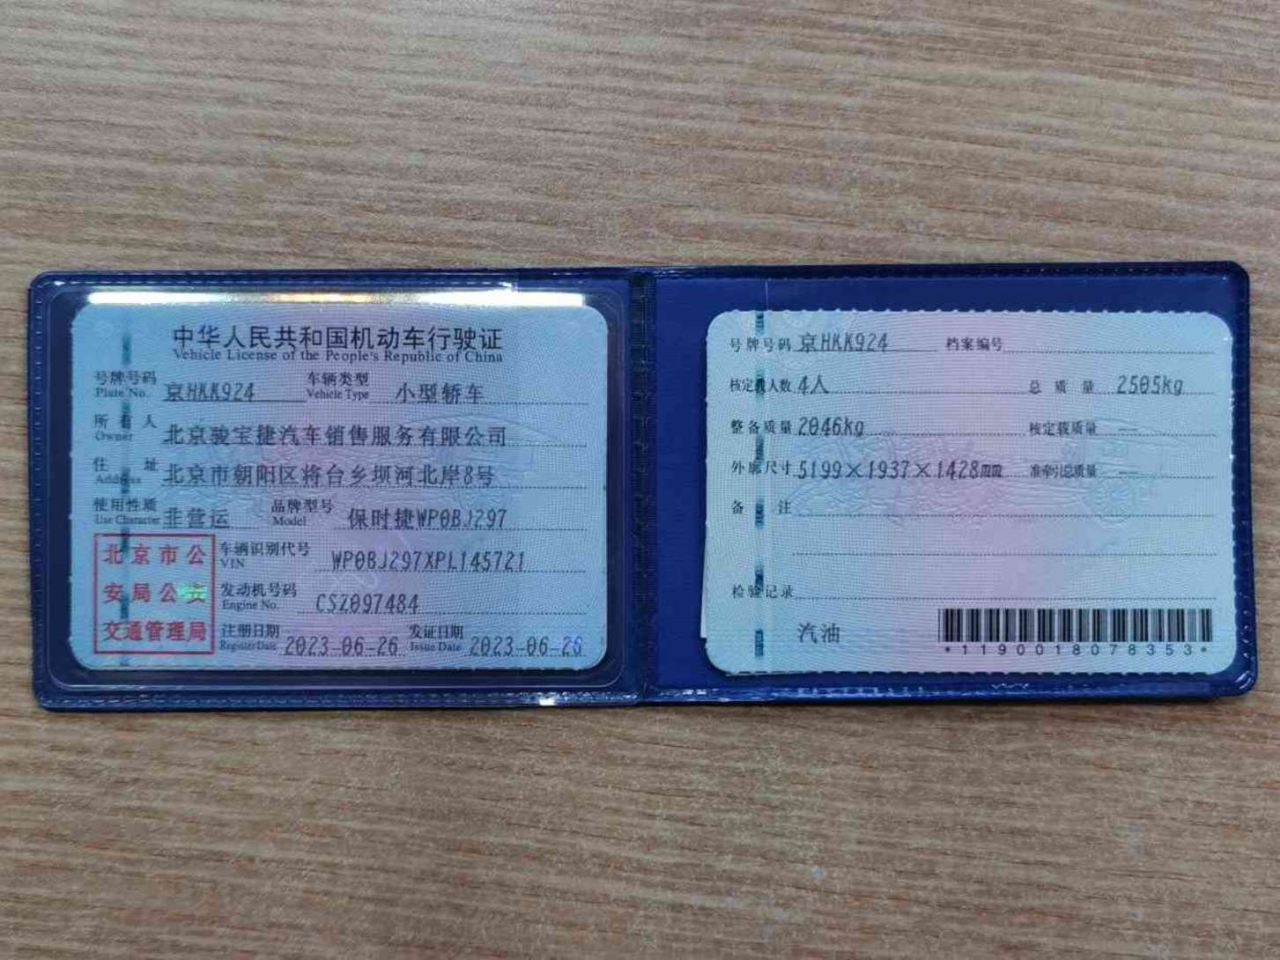 中华人民共和国机动车行驶证
Vehicle License of the People's Republic of China
号牌号码 京HKK924 车辆类型 小型轿车
Plate No. Vehicle Type
所有人 北京骏宝捷汽车销售服务有限公司
Owner
住址 北京市朝阳区将台乡坝河北岸8号
Address
使用性质 非营运 品牌型号 保时捷WP0BJ297
Use Character Model
北京市公
安局公安
交通管理局
车辆识别代号 WP0BJ297XPL145721
VIN
发动机号码 CSZ097484
Engine No.
注册日期 2023-06-26 发证日期 2023-06-26
Register Date Issue Date
号牌号码 京HKK924 档案编号
核定载人数 4人 总质量 2505kg
整备质量 2046kg 核定载质量 —
外廓尺寸 5199×1937×1428mm 准牵引总质量 —
备注
检验记录
汽油
*1190018078353*